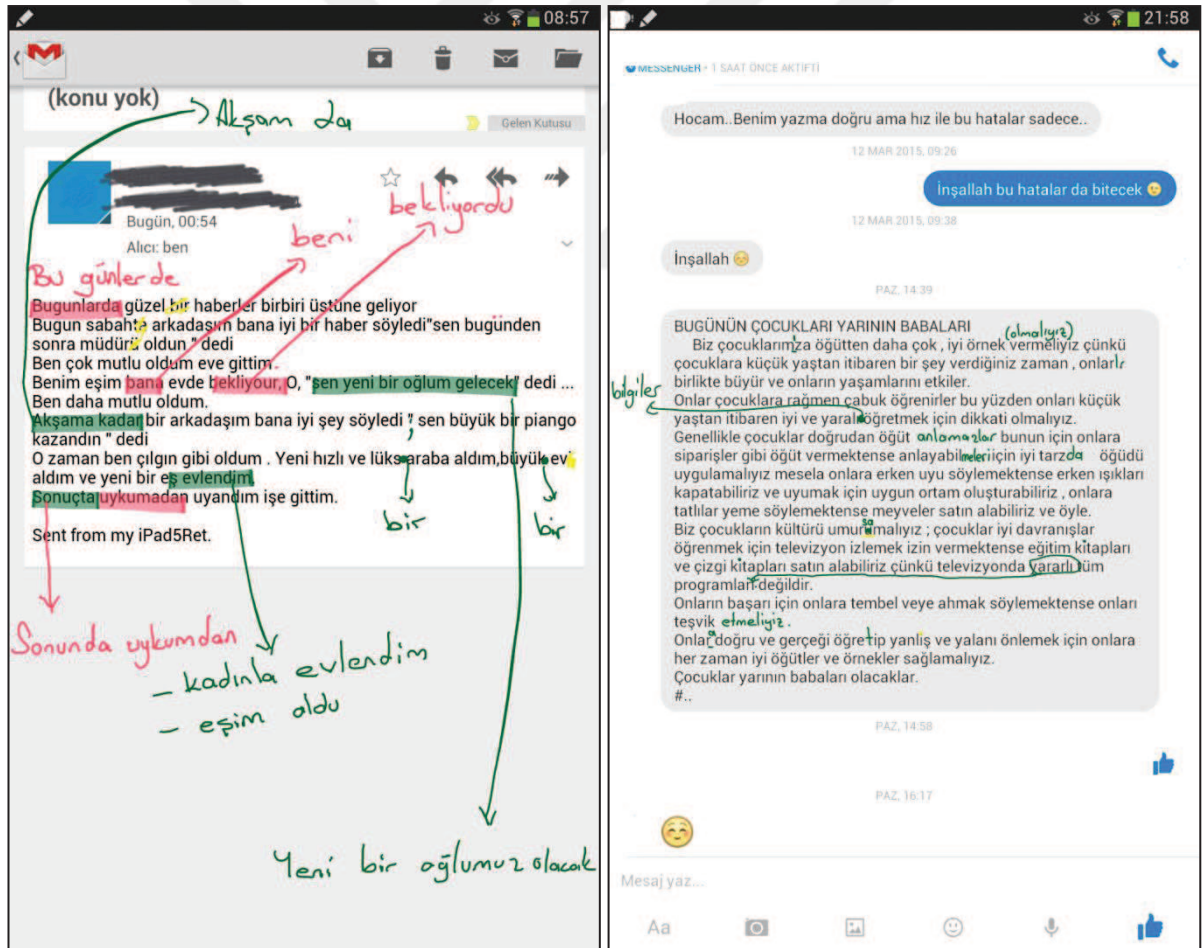 08:57
(konu yok)
Akşam da
Gelen Kutusu
bekliyordu
Bugün, 00:54
beni
Alıcı: ben
Bu günlerde
Bugunlarda güzel bir haberler birbiri üstüne geliyor
Bugun sabahta arkadaşım bana iyi bir haber söyledi"sen bugünden
sonra müdürü oldun " dedi
Ben çok mutlu oldum eve gittim.
Benim eşim bana evde bekliyour, O, "sen yeni bir oğlum gelecek" dedi ...
Ben daha mutlu oldum.
Akşama kadar bir arkadaşım bana iyi şey söyledi " sen büyük bir piango
kazandın " dedi
O zaman ben çılgın gibi oldum . Yeni hızlı ve lüks araba aldım,büyük evi
aldım ve yeni bir eş evlendim.
Sonuçta uykumadan uyandım işe gittim.
bir
bir
Sent from my iPad5Ret.
Sonunda uykumdan
- kadınla evlendim
- eşim oldu
Yeni bir oğlumuz olacak
21:58
MESSENGER • 1 SAAT ÖNCE AKTİFTİ
Hocam..Benim yazma doğru ama hız ile bu hatalar sadece..
12 MAR 2015, 09:26
İnşallah bu hatalar da bitecek
12 MAR 2015, 09:38
İnşallah
PAZ, 14:39
BUGÜNÜN ÇOCUKLARI YARININ BABALARI
(olmalıyız)
Biz çocuklarımıza öğütten daha çok , iyi örnek vermeliyiz çünkü
çocuklara küçük yaştan itibaren bir şey verdiğiniz zaman , onlarlı
birlikte büyür ve onların yaşamlarını etkiler.
bilgiler
Onlar çocuklara rağmen çabuk öğrenirler bu yüzden onları küçük
yaştan itibaren iyi ve yaralı öğretmek için dikkati olmalıyız.
Genellikle çocuklar doğrudan öğüt anlamazlar bunun için onlara
siparişler gibi öğüt vermektense anlayabilmeleri için iyi tarzda öğüdü
uygulamalıyız mesela onlara erken uyu söylemektense erken ışıkları
kapatabiliriz ve uyumak için uygun ortam oluşturabiliriz , onlara
tatlılar yeme söylemektense meyveler satın alabiliriz ve öyle.
Biz çocukların kültürü umursamalıyız ; çocuklar iyi davranışlar
öğrenmek için televizyon izlemek izin vermektense eğitim kitapları
ve çizgi kitapları satın alabiliriz çünkü televizyonda yararlı tüm
programları değildir.
Onların başarı için onlara tembel veye ahmak söylemektense onları
teşvik etmeliyiz.
Onlara doğru ve gerçeği öğretip yanlış ve yalanı önlemek için onlara
her zaman iyi öğütler ve örnekler sağlamalıyız.
Çocuklar yarının babaları olacaklar.
#..
PAZ, 14:58
PAZ, 16:17
Mesaj yaz...
Aa